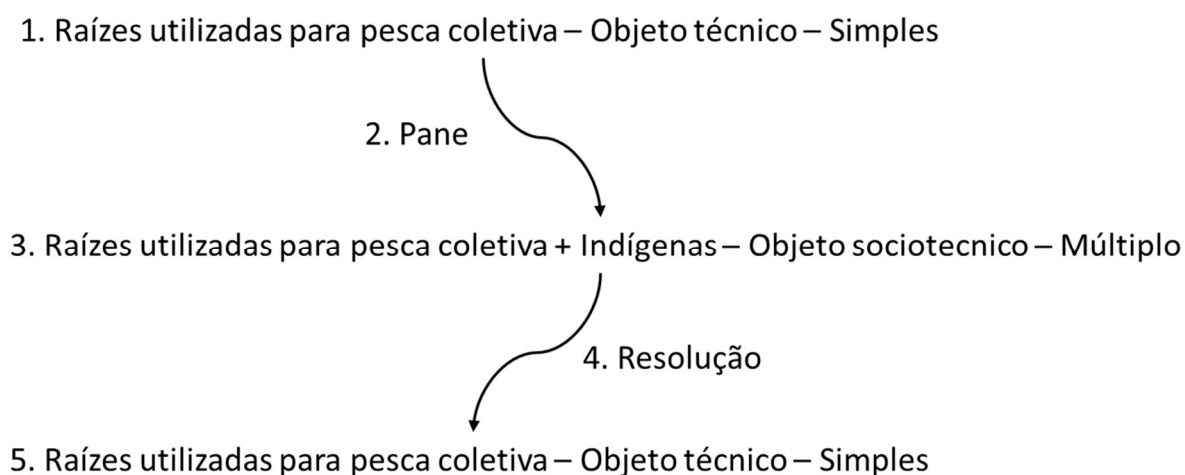 1. Raízes utilizadas para pesca coletiva – Objeto técnico – Simples
2. Pane
3. Raízes utilizadas para pesca coletiva + Indígenas – Objeto sociotecnico – Múltiplo
4. Resolução
5. Raízes utilizadas para pesca coletiva – Objeto técnico – Simples